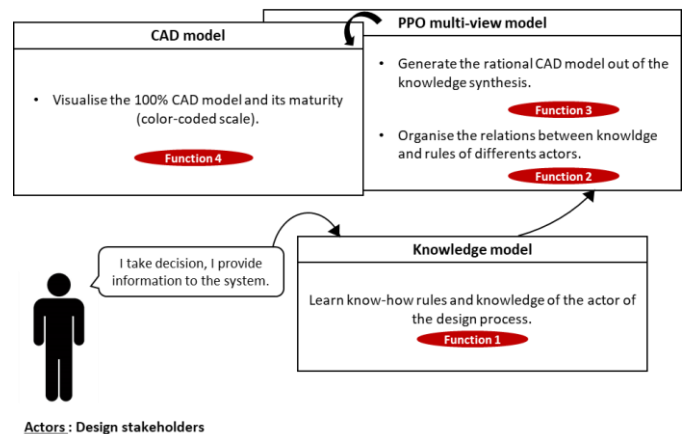 CAD model
PPO multi-view model
• Visualise the 100% CAD model and its maturity
(color-coded scale).
Function 4
• Generate the rational CAD model out of the
knowledge synthesis.
Function 3
• Organise the relations between knowldge
and rules of differents actors.
Function 2
Knowledge model
I take decision, I provide
information to the system.
Learn know-how rules and knowledge of the actor of
the design process.
Function 1
Actors : Design stakeholders